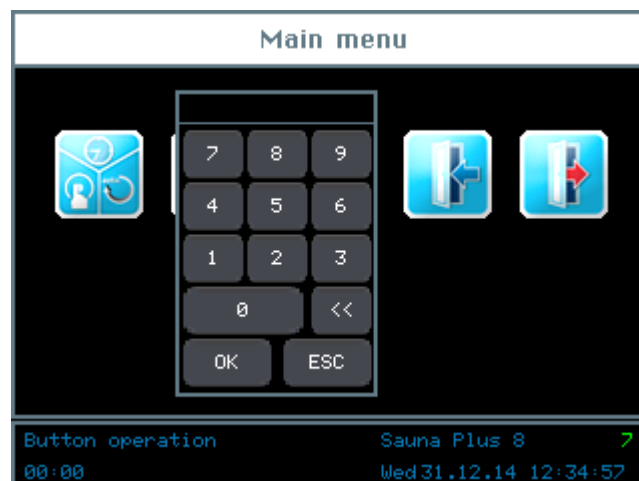 Main menu
7 8 9
4 5 6
1 2 3
0 <<
OK ESC
Button operation Sauna Plus 8 7
00:00 Wed 31.12.14 12:34:57